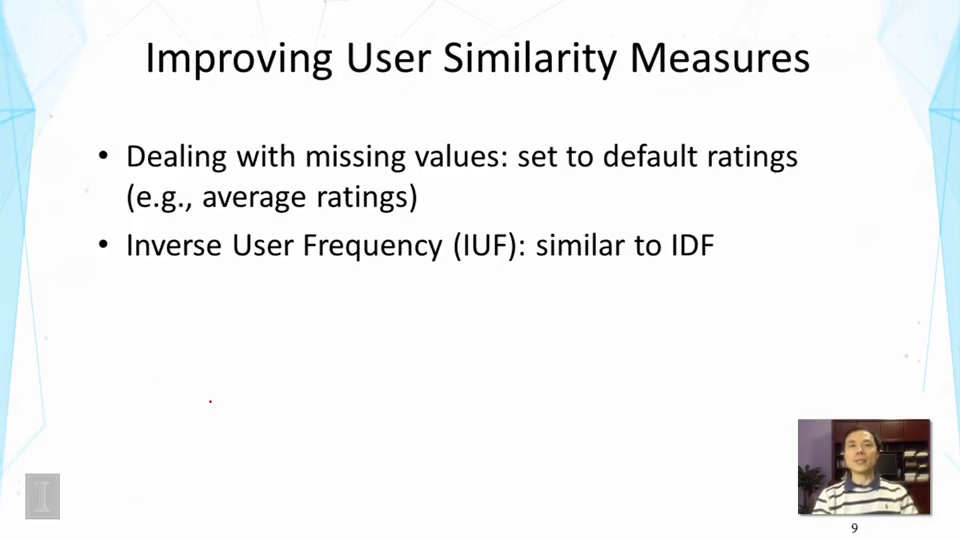 Improving User Similarity Measures
• Dealing with missing values: set to default ratings
(e.g., average ratings)
• Inverse User Frequency (IUF): similar to IDF
I
9